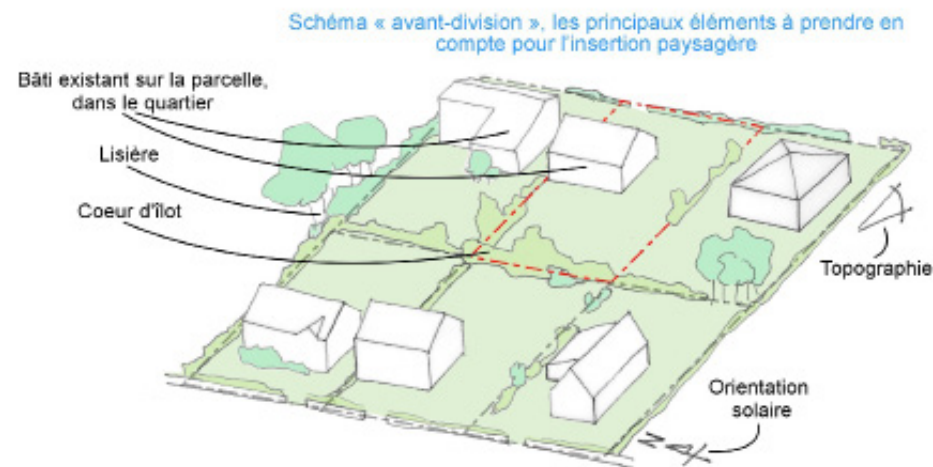 Schéma « avant-division », les principaux éléments à prendre en
compte pour l'insertion paysagère
Bâti existant sur la parcelle,
dans le quartier
Lisière
Coeur d'îlot
Topographie
Orientation
solaire
N